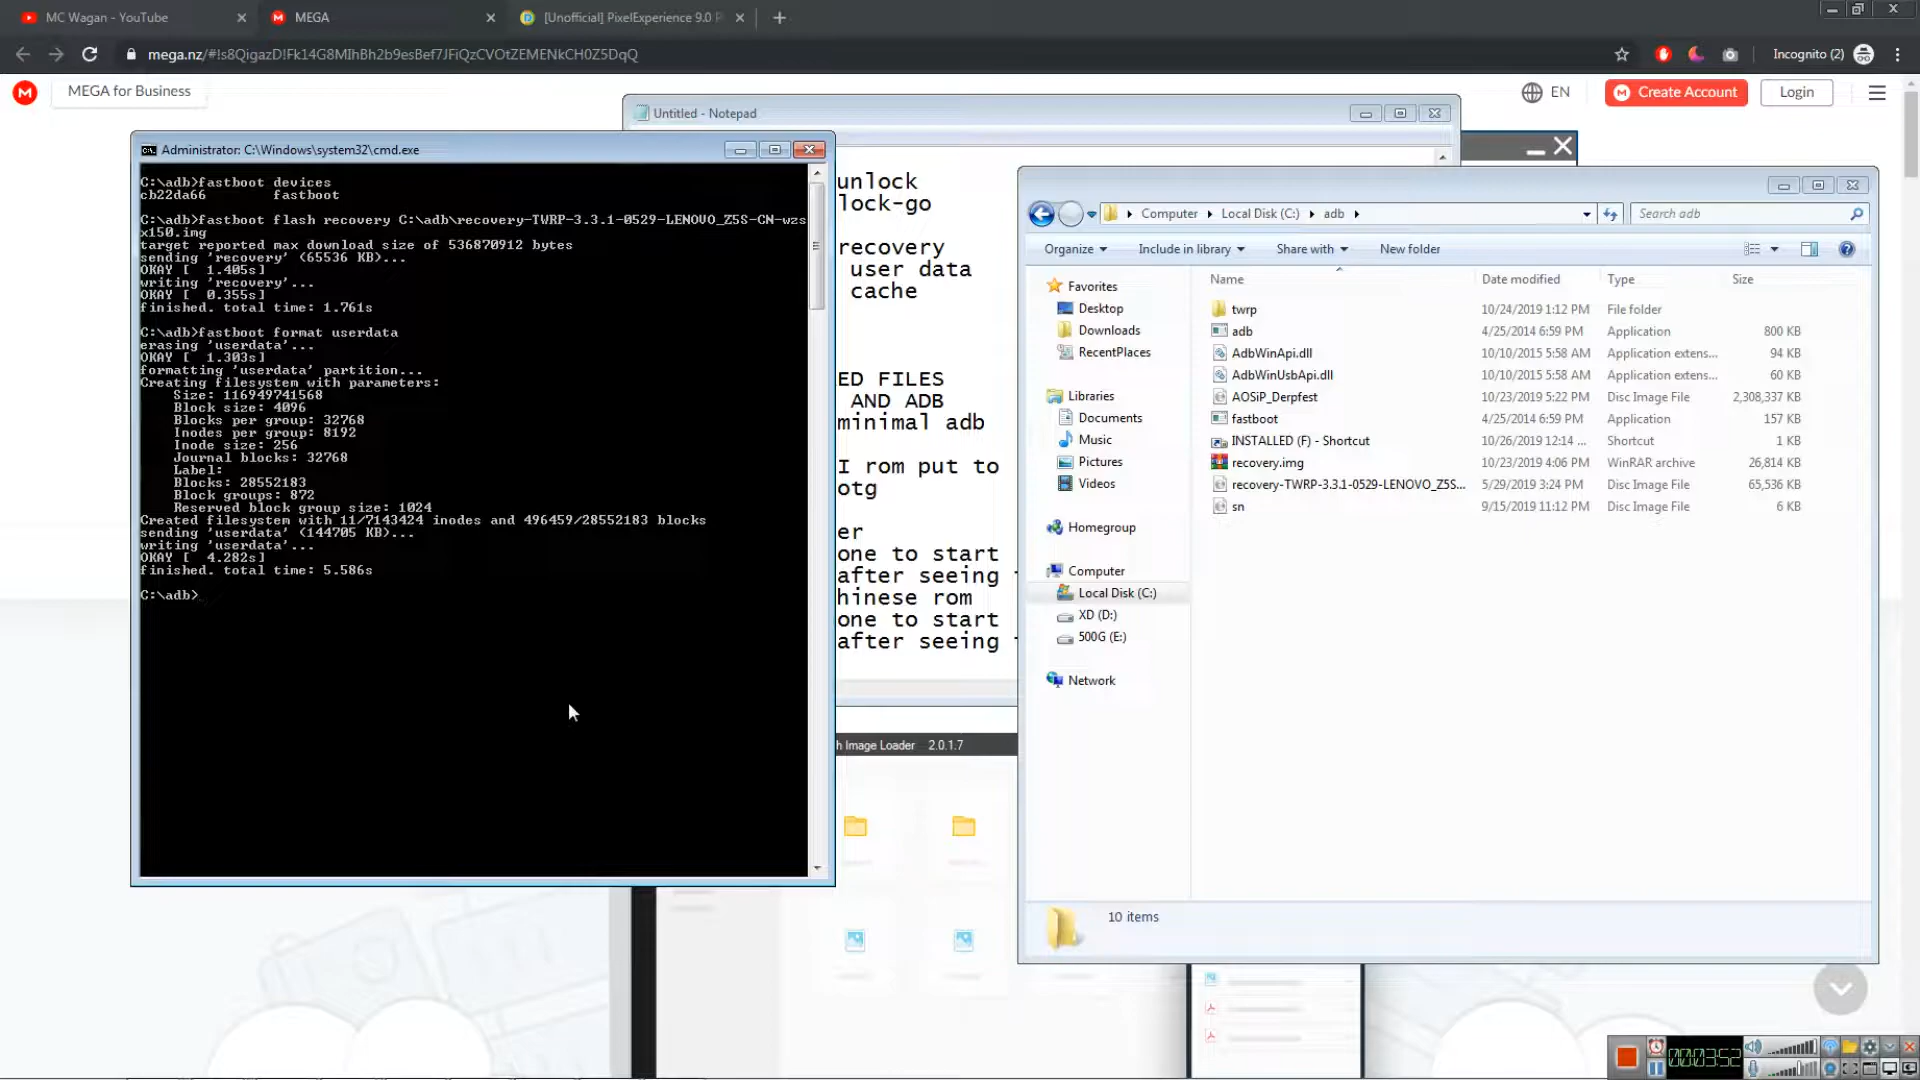 MC Wagan - YouTube
MEGA
[Unofficial] PixelExperience 9.0 P
mega.nz/#!s8QigazD!Fk14G8MIhBh2b9esBef7JFiQzCVOtZEMENkCH0Z5DqQ
Incognito (2)
MEGA for Business
EN
Create Account
Login
Untitled - Notepad
Administrator: C:\Windows\system32\cmd.exe
C:\adb>fastboot devices
cb22da66 fastboot
C:\adb>fastboot flash recovery C:\adb\recovery-TWRP-3.3.1-0529-LENOVO_Z5S-CN-wzs
x150.img
target reported max download size of 536870912 bytes
sending 'recovery' (65536 KB)...
OKAY [  1.405s]
writing 'recovery'...
OKAY [  0.355s]
finished. total time: 1.761s
C:\adb>fastboot format userdata
erasing 'userdata'...
OKAY [  1.303s]
formatting 'userdata' partition...
Creating filesystem with parameters:
Size: 116949741568
Block size: 4096
Blocks per group: 32768
Inodes per group: 8192
Inode size: 256
Journal blocks: 32768
Label:
Blocks: 28552183
Block groups: 872
Reserved block group size: 1024
Created filesystem with 11/7143424 inodes and 496459/28552183 blocks
sending 'userdata' (144705 KB)...
writing 'userdata'...
OKAY [  4.282s]
finished. total time: 5.586s
C:\adb>
unlock
lock-go
recovery
user data
cache
ED FILES
AND ADB
minimal adb
I rom put to
otg
er
one to start
after seeing
hinese rom
one to start
after seeing
h Image Loader 2.0.1.7
Computer
Local Disk (C:)
adb
Search adb
Organize
Include in library
Share with
New folder
Name Date modified Type Size
Favorites
Desktop
Downloads
RecentPlaces
Libraries
Documents
Music
Pictures
Videos
Homegroup
Computer
Local Disk (C:)
XD (D:)
500G (E:)
Network
twrp 10/24/2019 1:12 PM File folder
adb 4/25/2014 6:59 PM Application 800 KB
AdbWinApi.dll 10/10/2015 5:58 AM Application extens... 94 KB
AdbWinUsbApi.dll 10/10/2015 5:58 AM Application extens... 60 KB
AOSiP_Derpfest 10/23/2019 5:22 PM Disc Image File 2,308,337 KB
fastboot 4/25/2014 6:59 PM Application 157 KB
INSTALLED (F) - Shortcut 10/26/2019 12:14 ... Shortcut 1 KB
recovery.img 10/23/2019 4:06 PM WinRAR archive 26,814 KB
recovery-TWRP-3.3.1-0529-LENOVO_Z5S... 5/29/2019 3:24 PM Disc Image File 65,536 KB
sn 9/15/2019 11:12 PM Disc Image File 6 KB
10 items
00:03:52